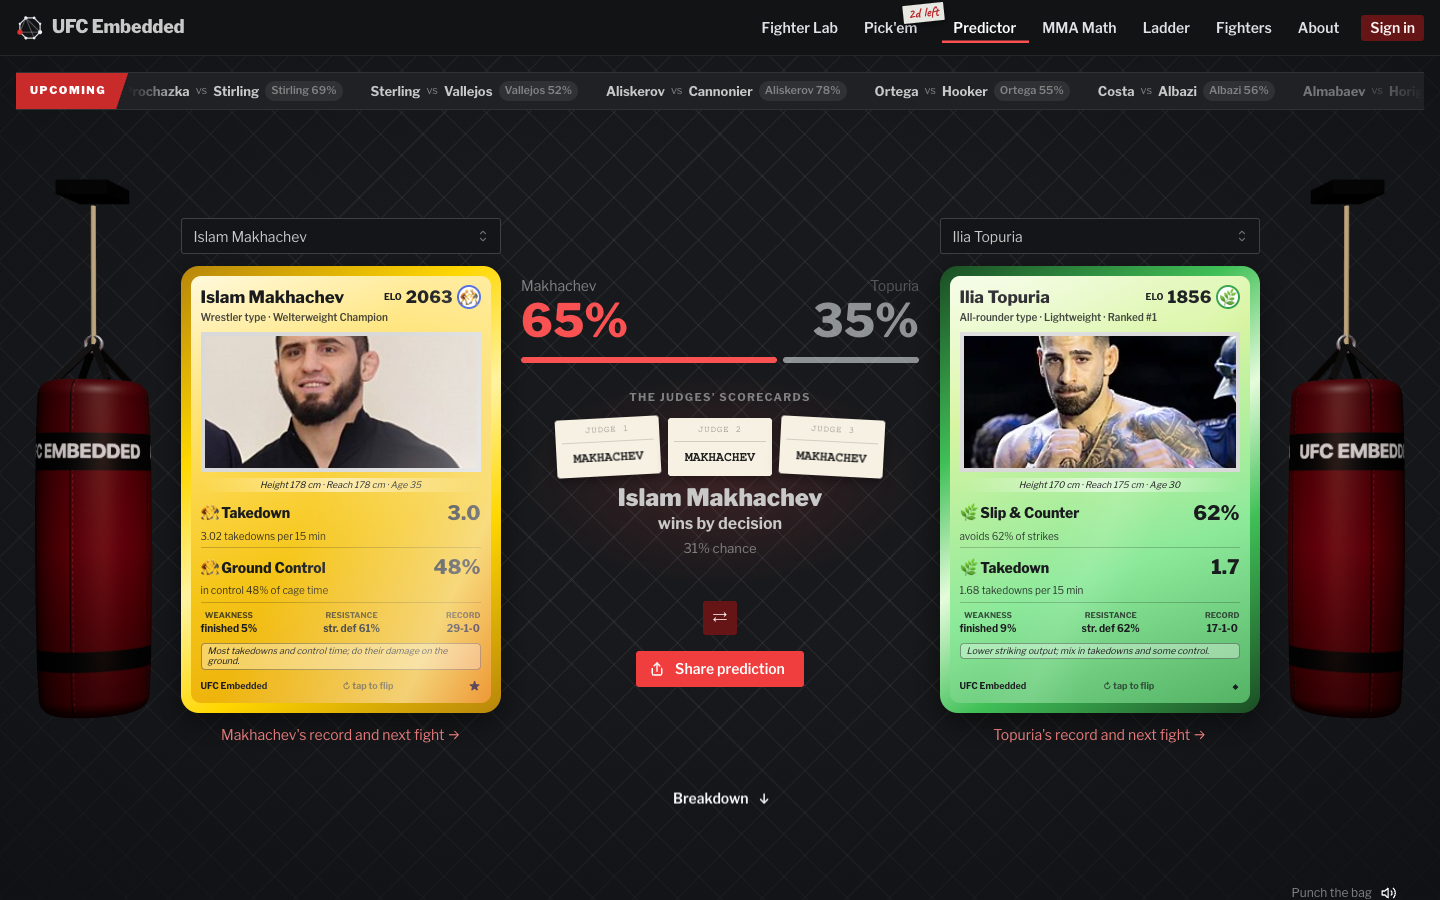 UFC Embedded
Fighter Lab
Pick'em
2d left
Predictor
MMA Math
Ladder
Fighters
About
Sign in
UPCOMING
rochazka vs Stirling Stirling 69%
Sterling vs Vallejos Vallejos 52%
Aliskerov vs Cannonier Aliskerov 78%
Ortega vs Hooker Ortega 55%
Costa vs Albazi Albazi 56%
Almabaev vs Hori
Islam Makhachev
Islam Makhachev ELO 2063
Wrestler type · Welterweight Champion
Height 178 cm · Reach 178 cm · Age 35
Takedown 3.0
3.02 takedowns per 15 min
Ground Control 48%
in control 48% of cage time
WEAKNESS RESISTANCE RECORD
finished 5% str. def 61% 29-1-0
Most takedowns and control time; do their damage on the
ground.
UFC Embedded ↻ tap to flip ★
Makhachev's record and next fight →
Makhachev Topuria
65% 35%
THE JUDGES' SCORECARDS
JUDGE 1
MAKHACHEV
JUDGE 2
MAKHACHEV
JUDGE 3
MAKHACHEV
Islam Makhachev
wins by decision
31% chance
Share prediction
Breakdown ↓
Ilia Topuria
Ilia Topuria ELO 1856
All-rounder type · Lightweight · Ranked #1
Height 170 cm · Reach 175 cm · Age 30
Slip & Counter 62%
avoids 62% of strikes
Takedown 1.7
1.68 takedowns per 15 min
WEAKNESS RESISTANCE RECORD
finished 9% str. def 62% 17-1-0
Lower striking output; mix in takedowns and some control.
UFC Embedded ↻ tap to flip ◆
Topuria's record and next fight →
C EMBEDDED
UFC EMBEDD
Punch the bag